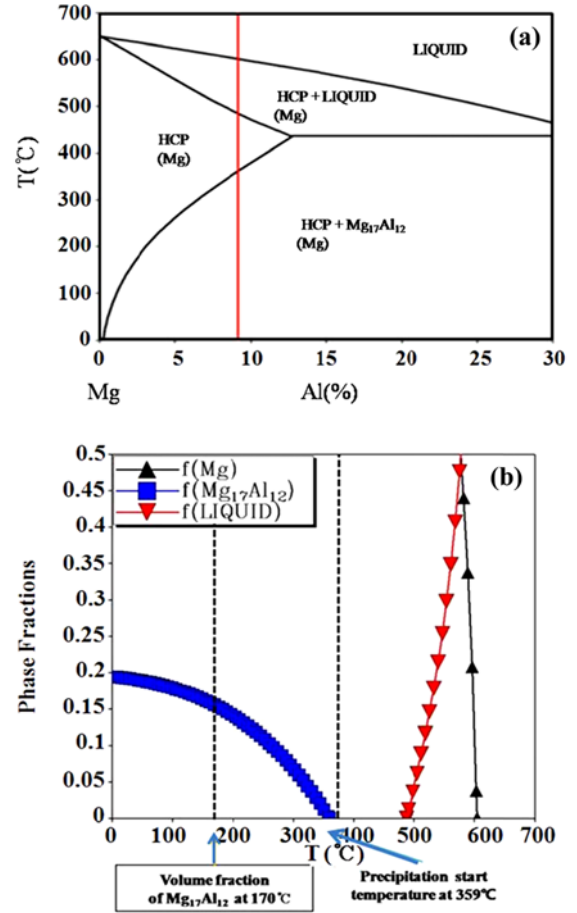 700
(a)
LIQUID
600
500
HCP + LIQUID
(Mg)
400
HCP
(Mg)
T(℃)
300
HCP + Mg₁₇Al₁₂
(Mg)
200
100
0
0 5 10 15 20 25 30
Mg Al(%)
0.5
f(Mg)
(b)
f(Mg₁₇Al₁₂)
0.45
f(LIQUID)
0.4
0.35
0.3
Phase Fractions
0.25
0.2
0.15
0.1
0.05
0
0 100 200 300 400 500 600 700
T(℃)
Volume fraction
of Mg₁₇Al₁₂ at 170℃
Precipitation start
temperature at 359℃